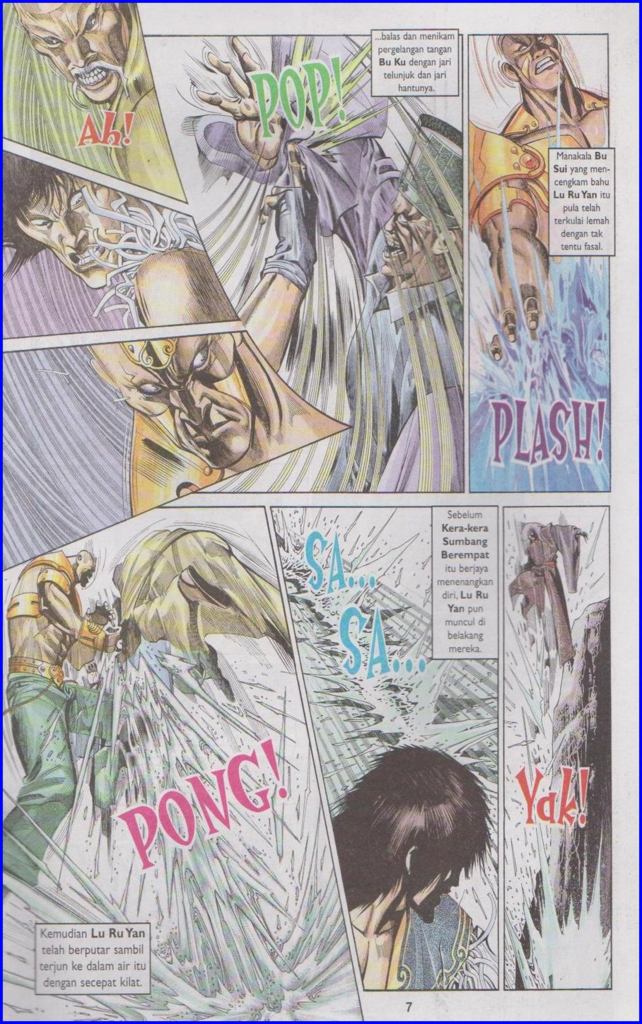 Ah!
POP!
...balas dan menikam
pergelangan tangan
Bu Ku dengan jari
telunjuk dan jari
hantunya.
Manakala Bu
Sui yang men-
cengkam bahu
Lu Ru Yan itu
pula telah
terkulai lemah
dengan tak
tentu fasal.
PLASH!
PONG!
Kemudian Lu Ru Yan
telah berputar sambil
terjun ke dalam air itu
dengan secepat kilat.
SA...
SA...
Sebelum
Kera-kera
Sumbang
Berempat
itu berjaya
menenangkan
diri, Lu Ru
Yan pun
muncul di
belakang
mereka.
Yak!
7